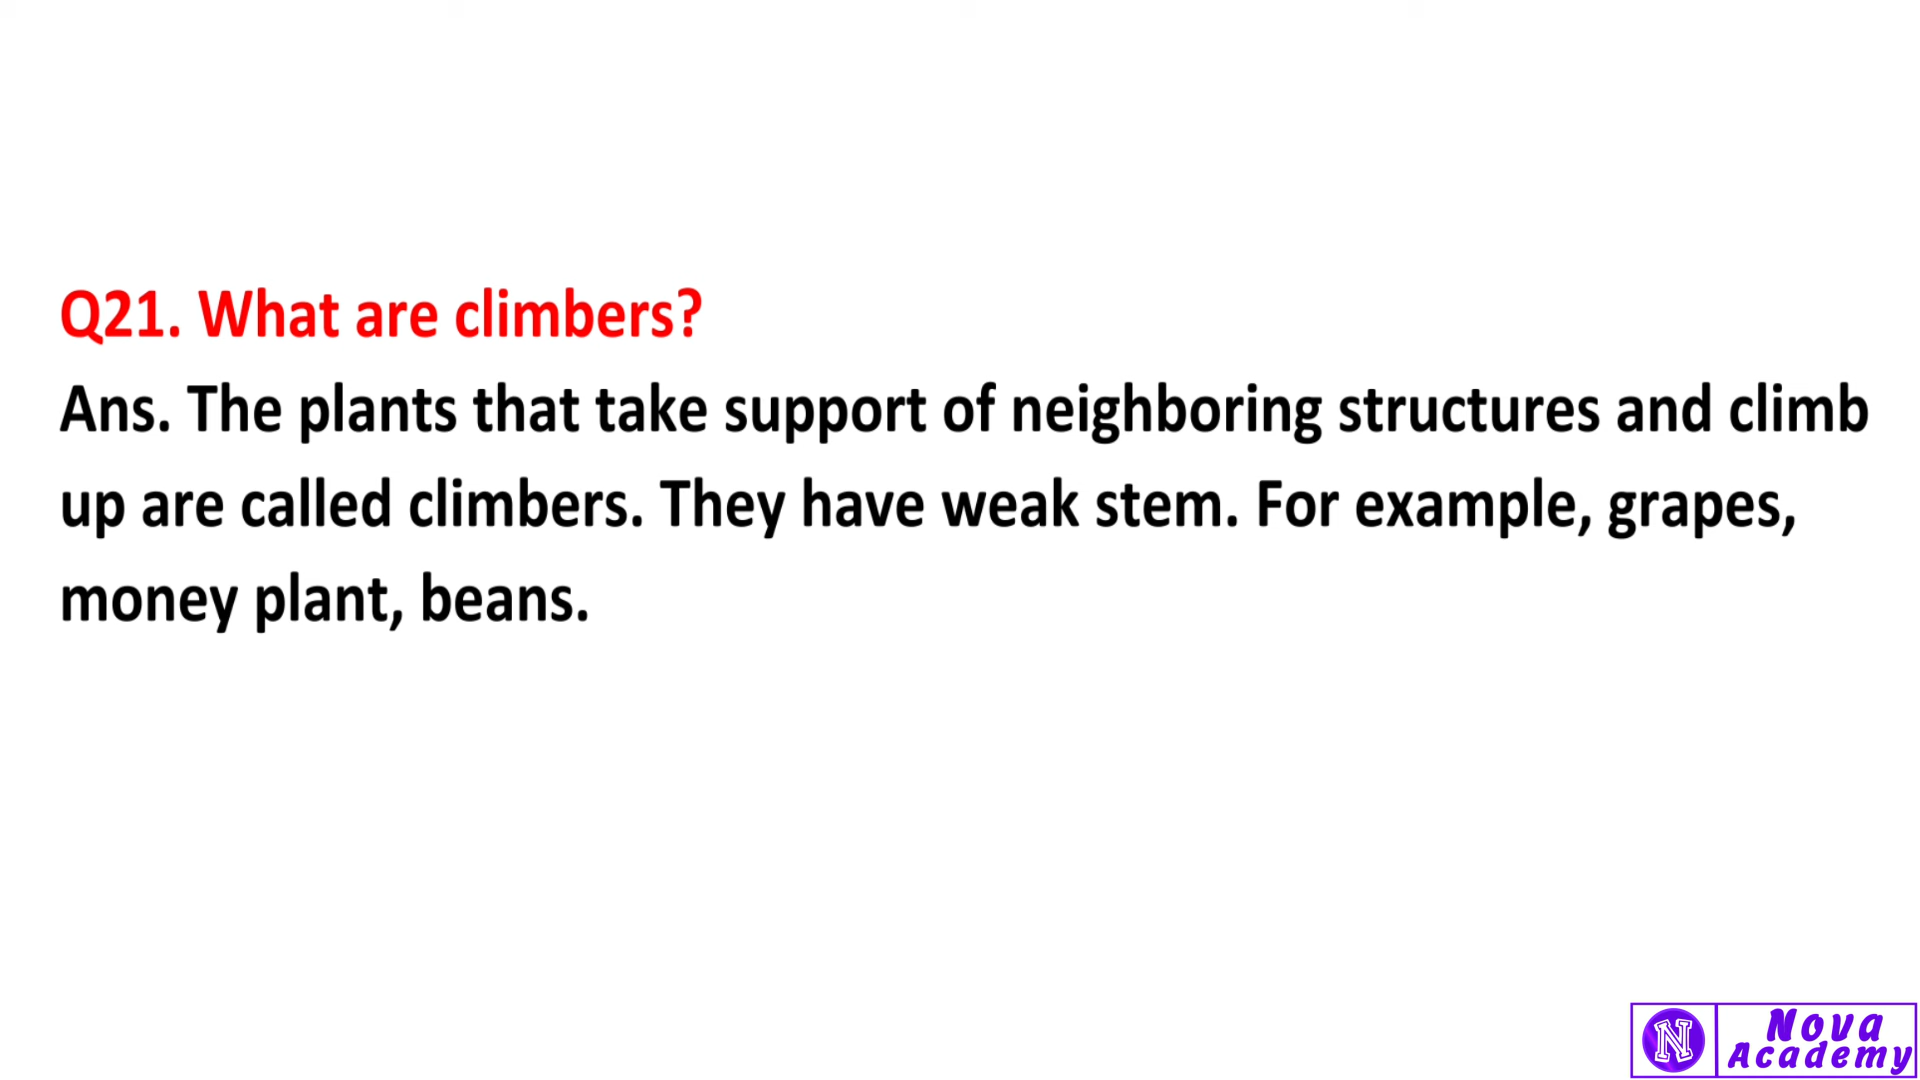 Q21. What are climbers?
Ans. The plants that take support of neighboring structures and climb
up are called climbers. They have weak stem. For example, grapes,
money plant, beans.
N
Nova
Academy